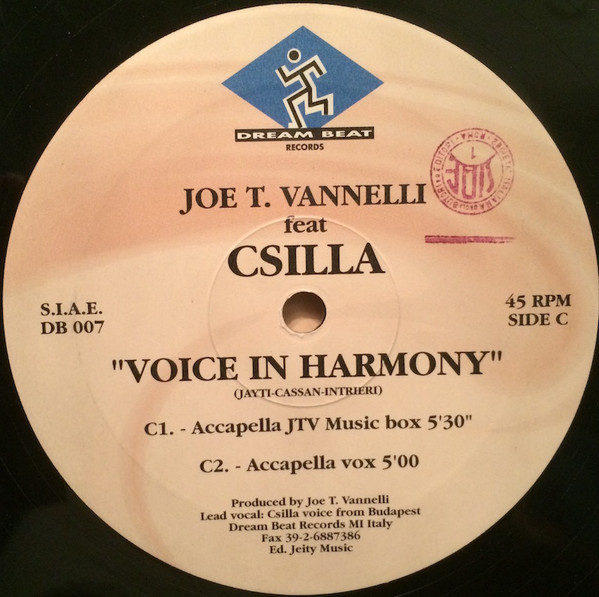 DREAM BEAT
RECORDS
JOE T. VANNELLI
feat
CSILLA
S.I.A.E.
DB 007
45 RPM
SIDE C
"VOICE IN HARMONY"
(JAYTI-CASSAN-INTRIERI)
C1. - Accapella JTV Music box 5'30"
C2. - Accapella vox 5'00
Produced by Joe T. Vannelli
Lead vocal: Csilla voice from Budapest
Dream Beat Records MI Italy
Fax 39-2-6887386
Ed. Jeity Music